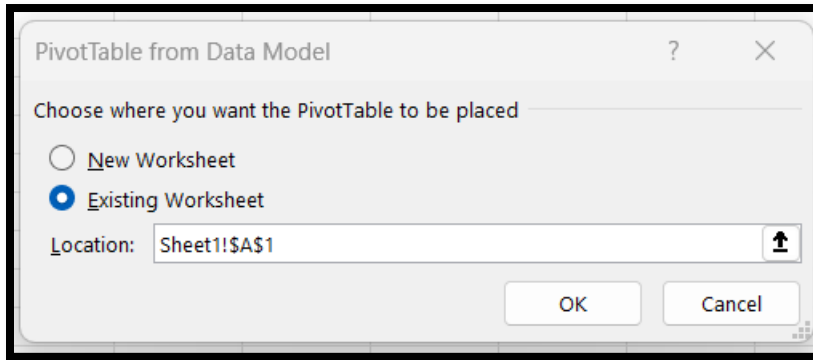 PivotTable from Data Model ?
Choose where you want the PivotTable to be placed
New Worksheet
Existing Worksheet
Location: Sheet1!$A$1
OK Cancel